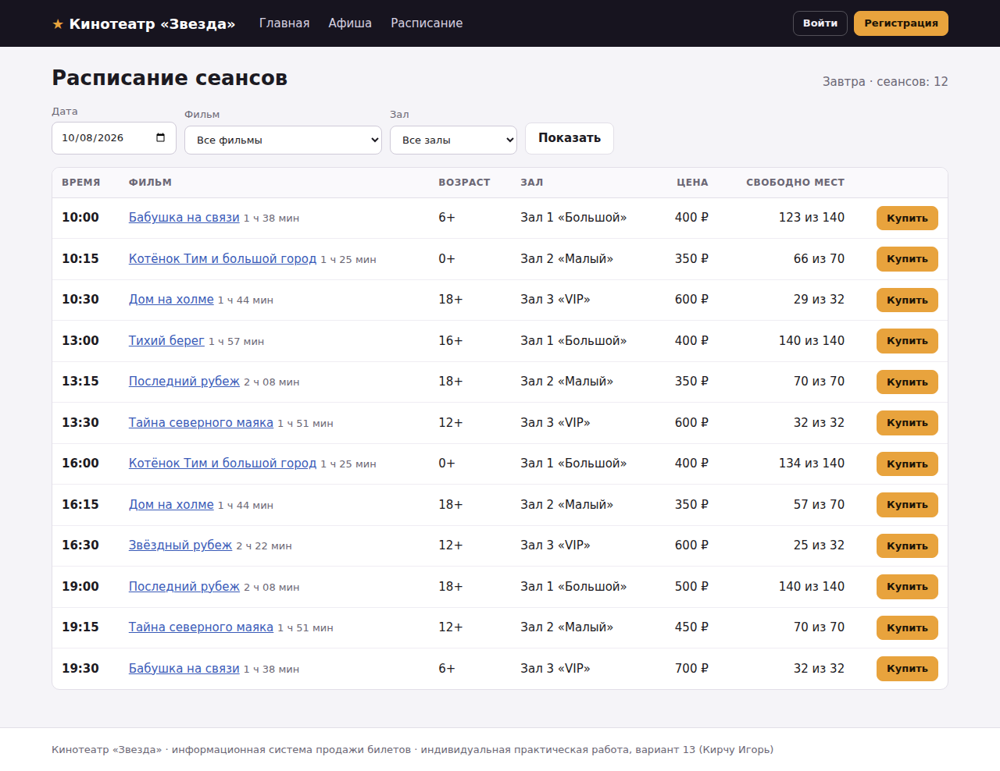 ★ Кинотеатр «Звезда» Главная Афиша Расписание Войти Регистрация
Расписание сеансов Завтра · сеансов: 12
Дата Фильм Зал
10/08/2026 Все фильмы Все залы Показать
ВРЕМЯ ФИЛЬМ ВОЗРАСТ ЗАЛ ЦЕНА СВОБОДНО МЕСТ
10:00 Бабушка на связи 1 ч 38 мин 6+ Зал 1 «Большой» 400 ₽ 123 из 140 Купить
10:15 Котёнок Тим и большой город 1 ч 25 мин 0+ Зал 2 «Малый» 350 ₽ 66 из 70 Купить
10:30 Дом на холме 1 ч 44 мин 18+ Зал 3 «VIP» 600 ₽ 29 из 32 Купить
13:00 Тихий берег 1 ч 57 мин 16+ Зал 1 «Большой» 400 ₽ 140 из 140 Купить
13:15 Последний рубеж 2 ч 08 мин 18+ Зал 2 «Малый» 350 ₽ 70 из 70 Купить
13:30 Тайна северного маяка 1 ч 51 мин 12+ Зал 3 «VIP» 600 ₽ 32 из 32 Купить
16:00 Котёнок Тим и большой город 1 ч 25 мин 0+ Зал 1 «Большой» 400 ₽ 134 из 140 Купить
16:15 Дом на холме 1 ч 44 мин 18+ Зал 2 «Малый» 350 ₽ 57 из 70 Купить
16:30 Звёздный рубеж 2 ч 22 мин 12+ Зал 3 «VIP» 600 ₽ 25 из 32 Купить
19:00 Последний рубеж 2 ч 08 мин 18+ Зал 1 «Большой» 500 ₽ 140 из 140 Купить
19:15 Тайна северного маяка 1 ч 51 мин 12+ Зал 2 «Малый» 450 ₽ 70 из 70 Купить
19:30 Бабушка на связи 1 ч 38 мин 6+ Зал 3 «VIP» 700 ₽ 32 из 32 Купить
Кинотеатр «Звезда» · информационная система продажи билетов · индивидуальная практическая работа, вариант 13 (Кирчу Игорь)